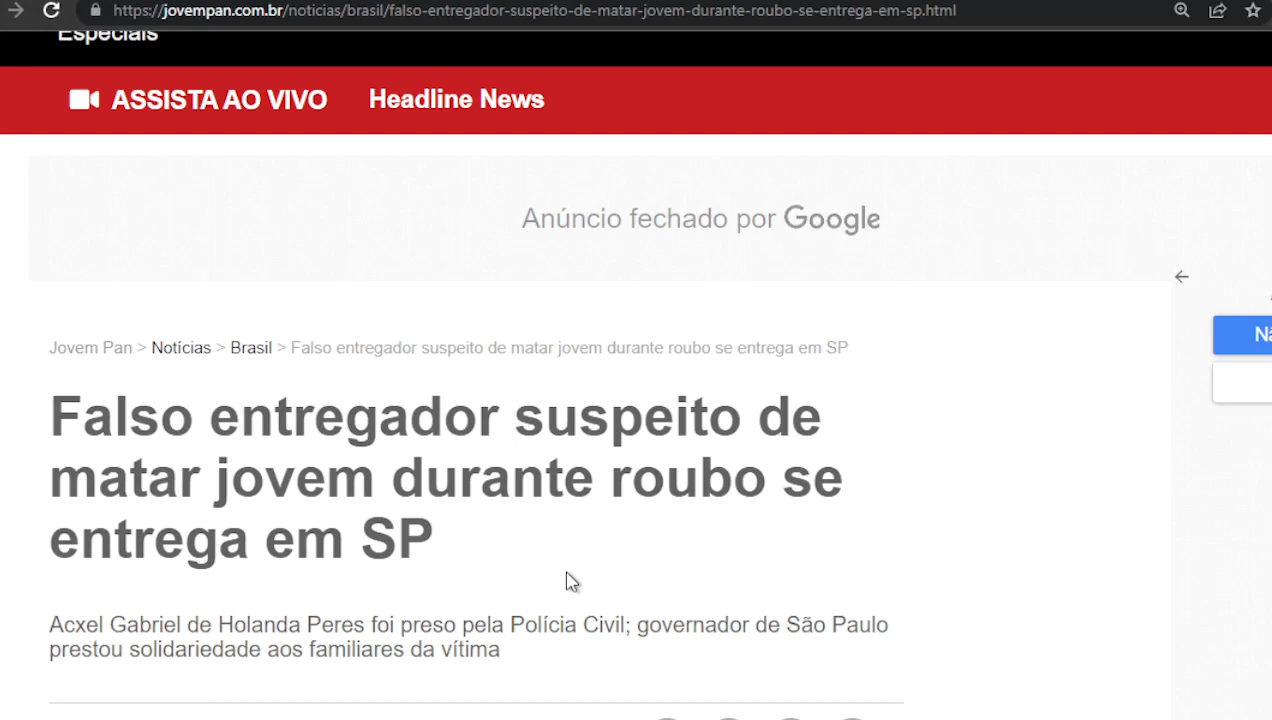 https://jovempan.com.br/noticias/brasil/falso-entregador-suspeito-de-matar-jovem-durante-roubo-se-entrega-em-sp.html
Especiais
ASSISTA AO VIVO Headline News
Anúncio fechado por Google
Jovem Pan > Notícias > Brasil > Falso entregador suspeito de matar jovem durante roubo se entrega em SP
Falso entregador suspeito de
matar jovem durante roubo se
entrega em SP
Acxel Gabriel de Holanda Peres foi preso pela Polícia Civil; governador de São Paulo
prestou solidariedade aos familiares da vítima